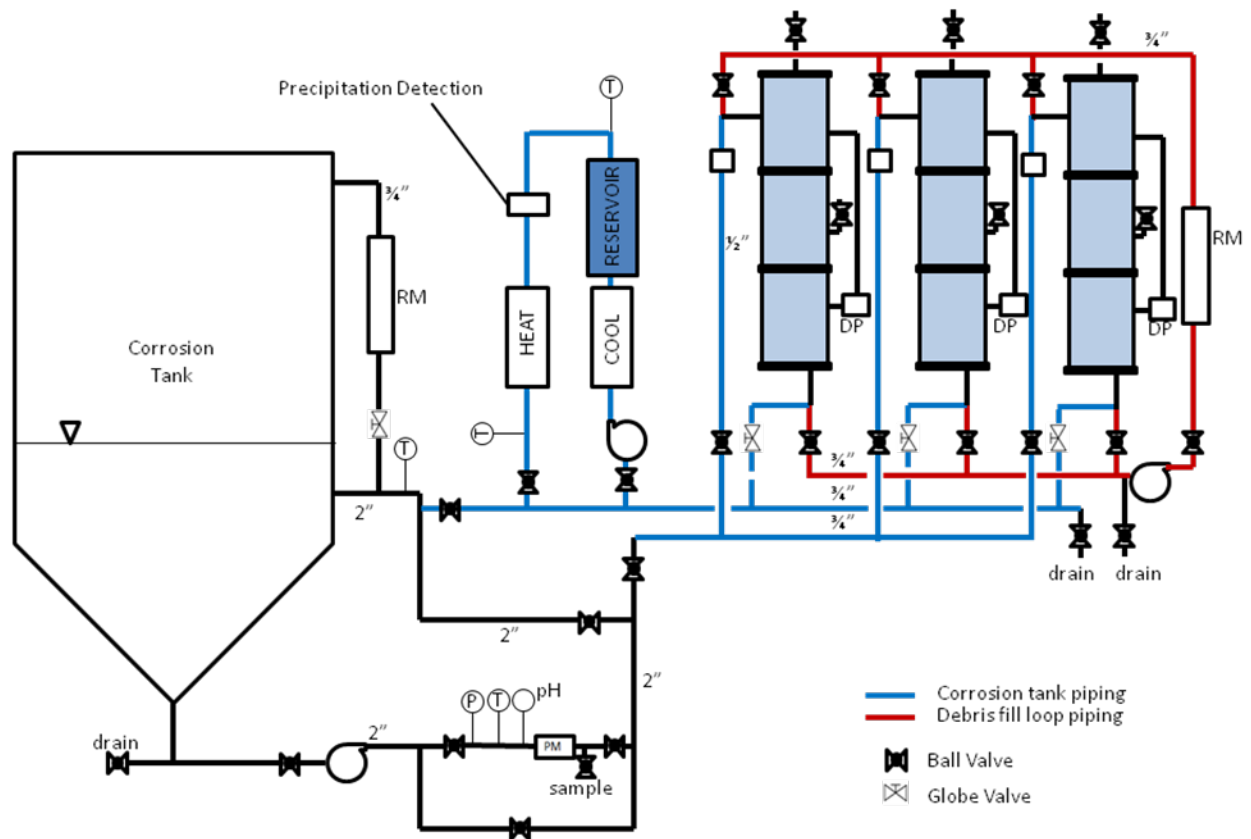 Precipitation Detection
T
¾"
¾"
RM
HEAT
RESERVOIR
COOL
½"
RM
Corrosion
Tank
DP
DP
DP
T
T
T
T
T
T
¾"
¾"
¾"
2"
drain
drain
2"
2"
P
T
pH
PM
sample
2"
drain
Corrosion tank piping
Debris fill loop piping
Ball Valve
T
Globe Valve